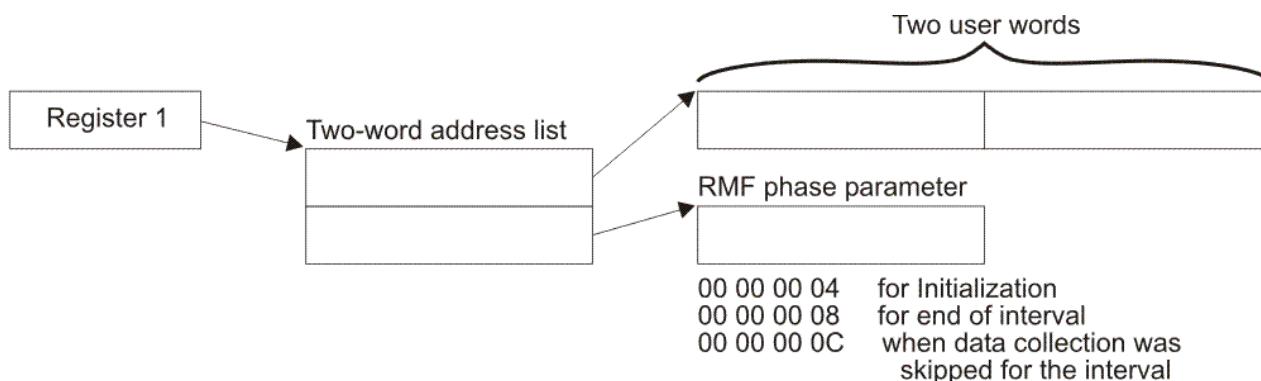 Two user words
Register 1
Two-word address list
RMF phase parameter
00 00 00 04 for Initialization
00 00 00 08 for end of interval
00 00 00 0C when data collection was
skipped for the interval